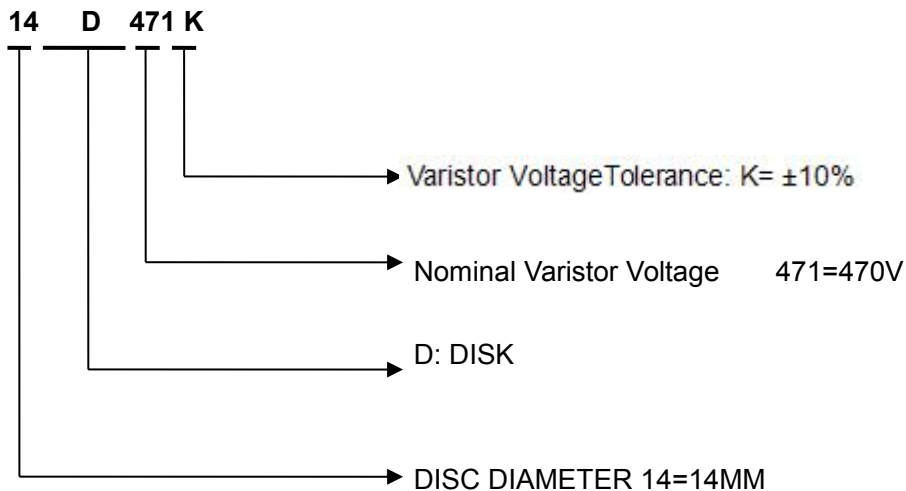 14 D 471 K
Varistor VoltageTolerance: K= ±10%
Nominal Varistor Voltage 471=470V
D: DISK
DISC DIAMETER 14=14MM